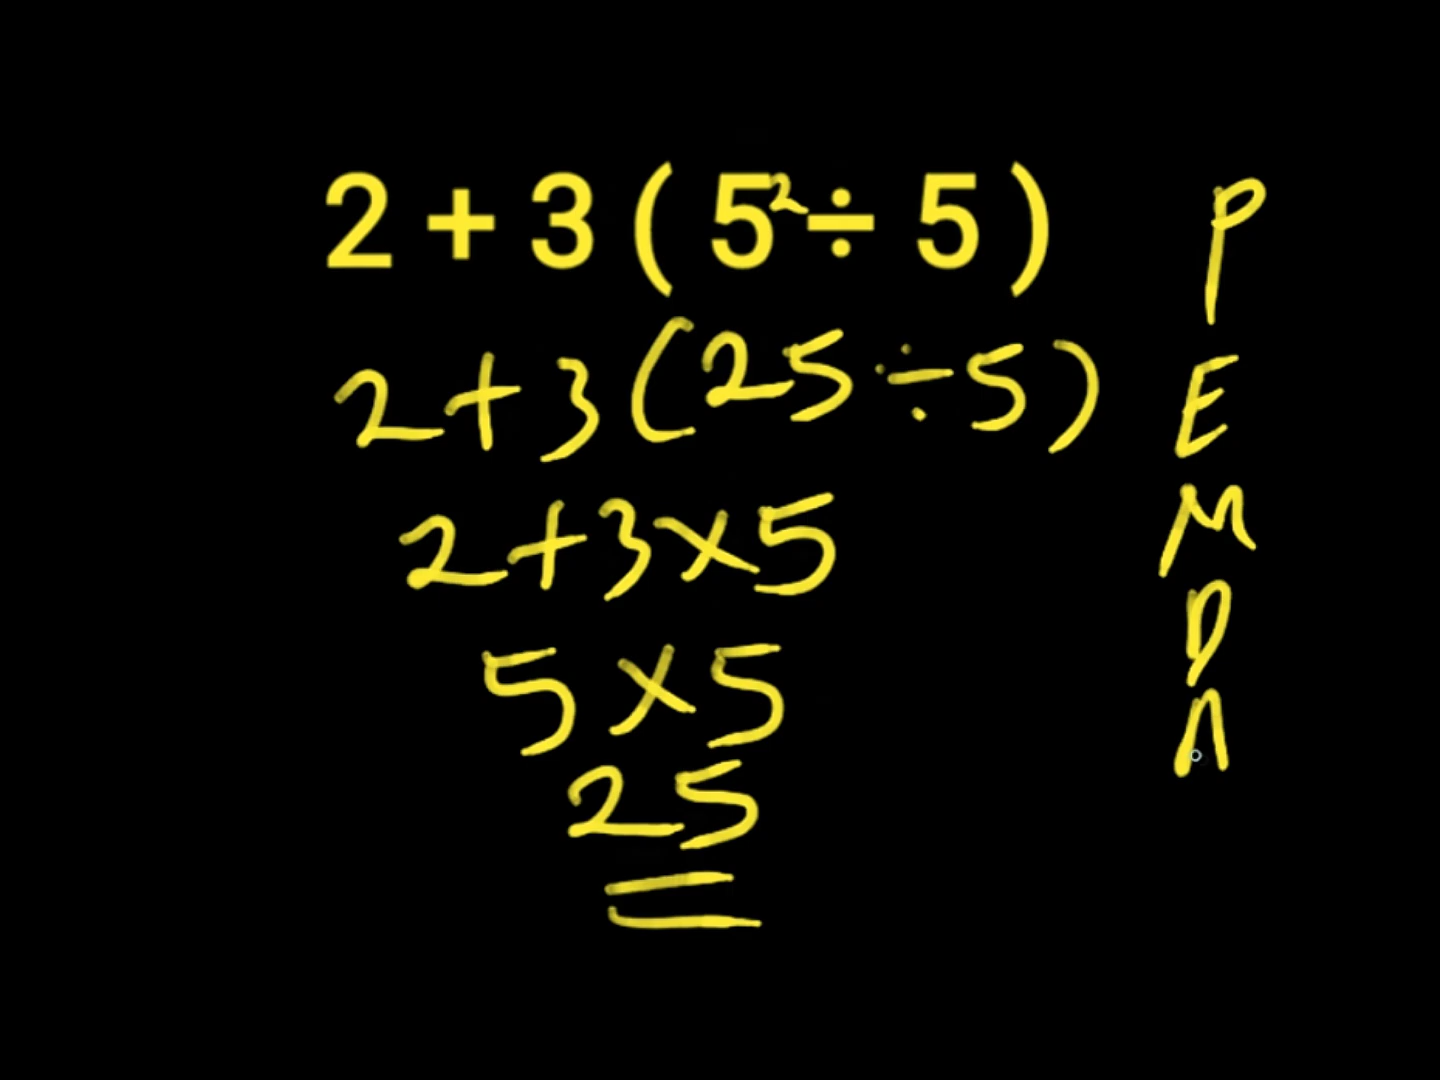 2 + 3 ( 5² ÷ 5 )
2 + 3 ( 25 ÷ 5 )
2 + 3 × 5
5 × 5
25
P
E
M
D
A